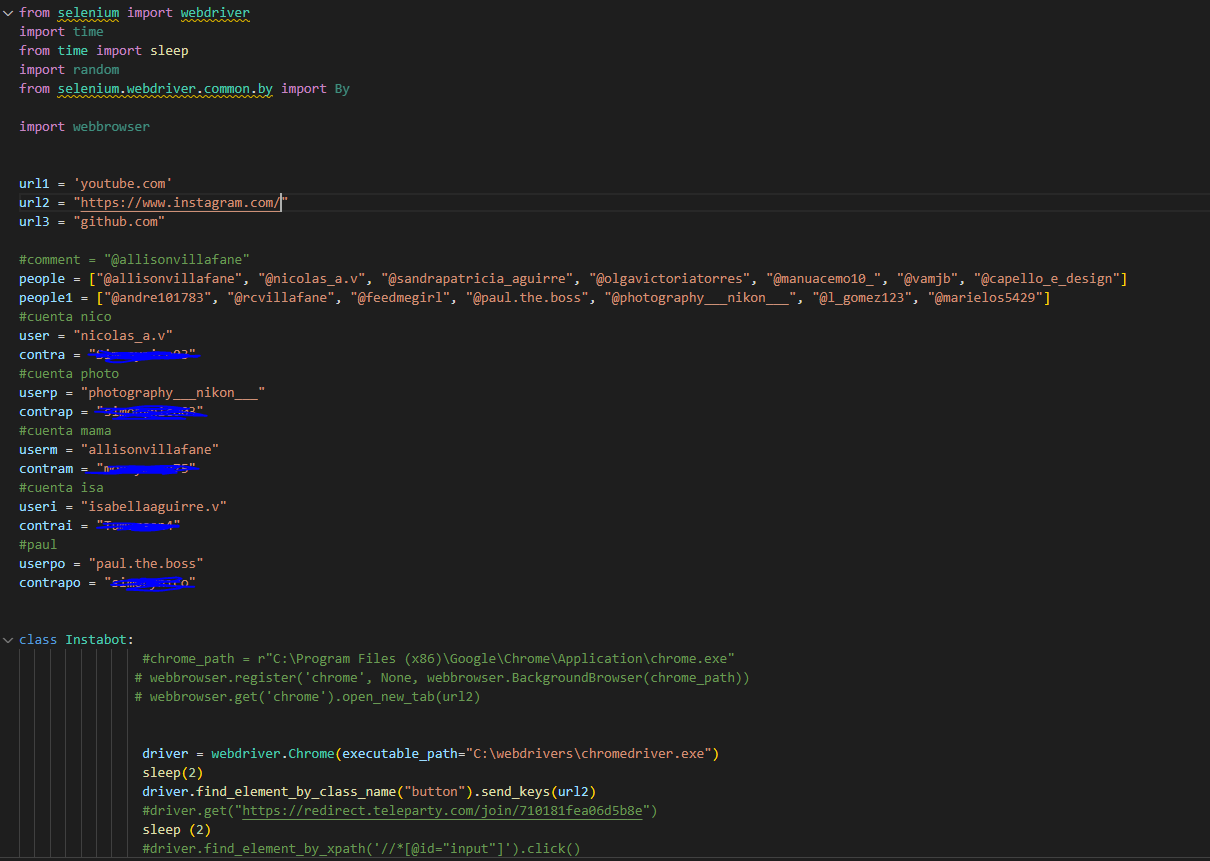 from selenium import webdriver
import time
from time import sleep
import random
from selenium.webdriver.common.by import By
import webbrowser
url1 = 'youtube.com'
url2 = "https://www.instagram.com/"
url3 = "github.com"
#comment = "@allisonvillafane"
people = ["@allisonvillafane", "@nicolas_a.v", "@sandrapatricia_aguirre", "@olgavictoriatorres", "@manuacemo10_", "@vamjb", "@capello_e_design"]
people1 = ["@andre101783", "@rcvillafane", "@feedmegirl", "@paul.the.boss", "@photography___nikon___", "@l_gomez123", "@marielos5429"]
#cuenta nico
user = "nicolas_a.v"
contra =
#cuenta photo
userp = "photography___nikon___"
contrap =
#cuenta mama
userm = "allisonvillafane"
contram =
#cuenta isa
useri = "isabellaaguirre.v"
contrai =
#paul
userpo = "paul.the.boss"
contrapo =
class Instabot:
#chrome_path = r"C:\Program Files (x86)\Google\Chrome\Application\chrome.exe"
# webbrowser.register('chrome', None, webbrowser.BackgroundBrowser(chrome_path))
# webbrowser.get('chrome').open_new_tab(url2)
driver = webdriver.Chrome(executable_path="C:\webdrivers\chromedriver.exe")
sleep(2)
driver.find_element_by_class_name("button").send_keys(url2)
#driver.get("https://redirect.teleparty.com/join/710181fea06d5b8e")
sleep (2)
#driver.find_element_by_xpath('//*[@id="input"]').click()